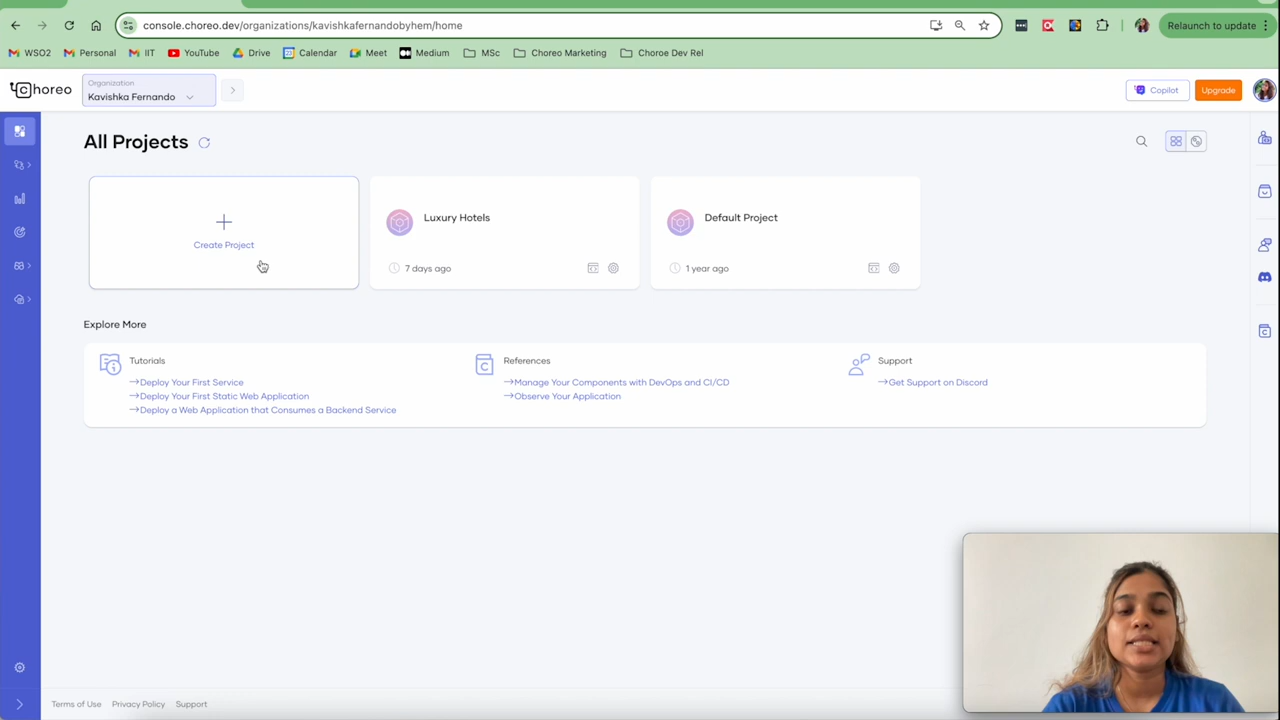 console.choreo.dev/organizations/kavishkafernandobyhem/home
Relaunch to update
WSO2
Personal
IIT
YouTube
Drive
Calendar
Meet
Medium
MSc
Choreo Marketing
Choroe Dev Rel
Choreo
Organization
Kavishka Fernando
Copilot
Upgrade
All Projects
Create Project
Luxury Hotels
7 days ago
Default Project
1 year ago
Explore More
Tutorials
→Deploy Your First Service
→Deploy Your First Static Web Application
→Deploy a Web Application that Consumes a Backend Service
References
→Manage Your Components with DevOps and CI/CD
→Observe Your Application
Support
→Get Support on Discord
Terms of Use Privacy Policy Support